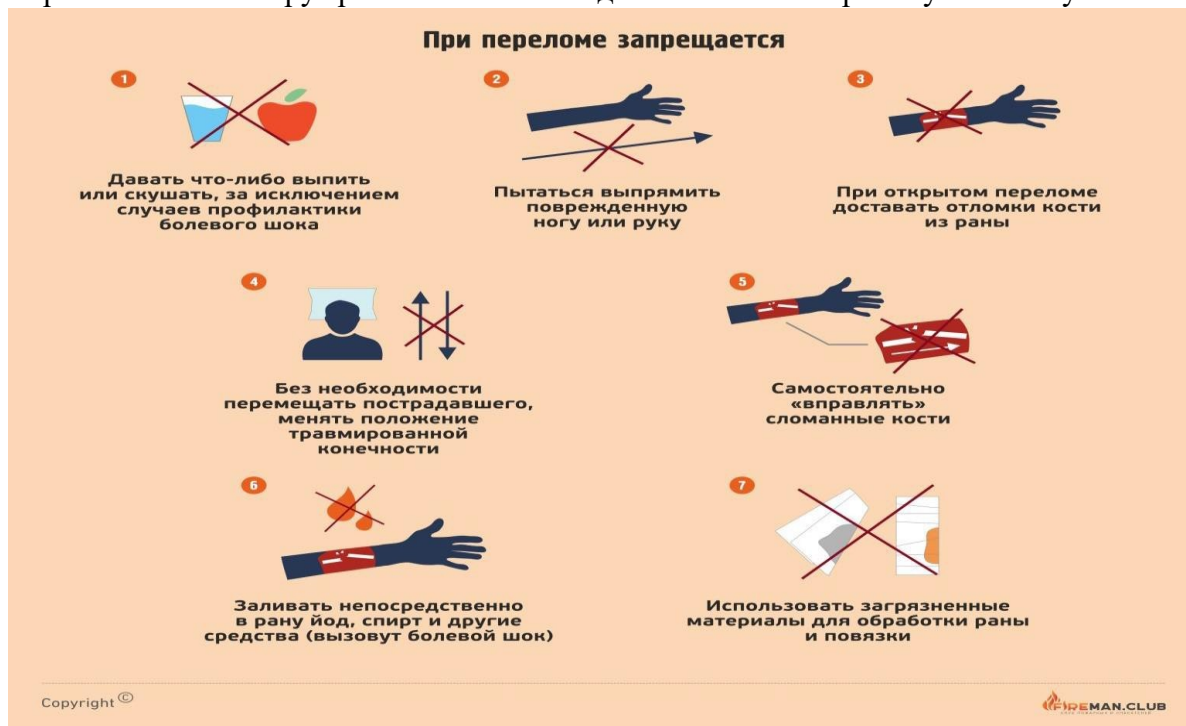 При переломе запрещается
1
Давать что-либо выпить
или скушать, за исключением
случаев профилактики
болевого шока
2
Пытаться выпрямить
поврежденную
ногу или руку
3
При открытом переломе
доставать отломки кости
из раны
4
Без необходимости
перемещать пострадавшего,
менять положение
травмированной
конечности
5
Самостоятельно
«вправлять»
сломанные кости
6
Заливать непосредственно
в рану йод, спирт и другие
средства (вызовут болевой шок)
7
Использовать загрязненные
материалы для обработки раны
и повязки
Copyright ©
FIREMAN.CLUB